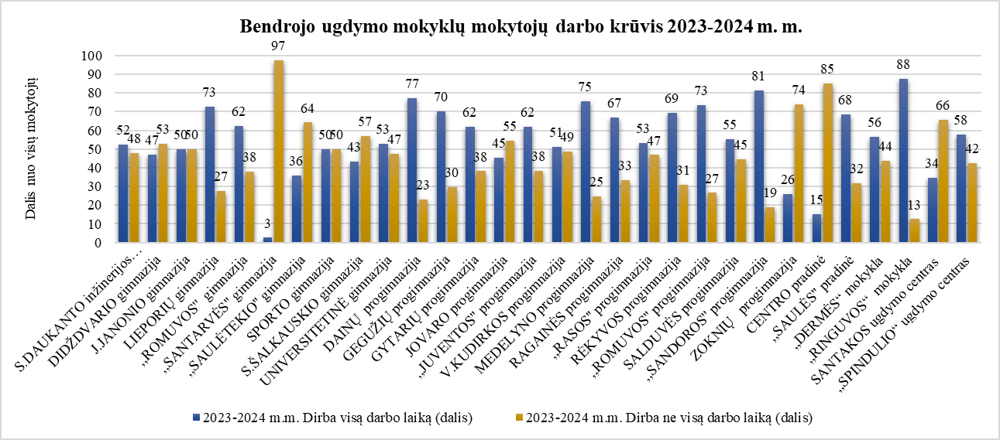 Bendrojo ugdymo mokyklų mokytojų darbo krūvis 2023-2024 m. m.
Dalis nuo visų mokytojų
100
90
80
70
60
50
40
30
20
10
0
52 48 47 53 50 50 73 27 62 38 3 97 36 64 50 50 43 57 53 47 77 23 70 30 62 38 45 55 62 38 51 49 75 25 67 33 53 47 69 31 73 27 55 45 81 19 26 74 15 85 68 32 56 44 88 13 34 66 58 42
S.DAUKANTO inžinerijos…
DIDŽDVARIO gimnazija
J.JANONIO gimnazija
LIEPORIŲ gimnazija
„ROMUVOS" gimnazija
„SANTARVĖS" gimnazija
„SAULĖTEKIO" gimnazija
SPORTO gimnazija
S.ŠALKAUSKIO gimnazija
UNIVERSITETINĖ gimnazija
DAINŲ progimnazija
GEGUŽIŲ progimnazija
GYTARIŲ progimnazija
JOVARO progimnazija
„JUVENTOS" progimnazija
V.KUDIRKOS progimnazija
MEDELYNO progimnazija
RAGAINĖS progimnazija
„RASOS" progimnazija
RĖKYVOS progimnazija
„ROMUVOS" progimnazija
SALDUVĖS progimnazija
„SANDOROS" progimnazija
ZOKNIŲ progimnazija
CENTRO pradinė
„SAULĖS" pradinė
„DERMĖS“ mokykla
„RINGUVOS“ mokykla
SANTAKOS ugdymo centras
„SPINDULIO“ ugdymo centras
2023-2024 m.m. Dirba visą darbo laiką (dalis)
2023-2024 m.m. Dirba ne visą darbo laiką (dalis)